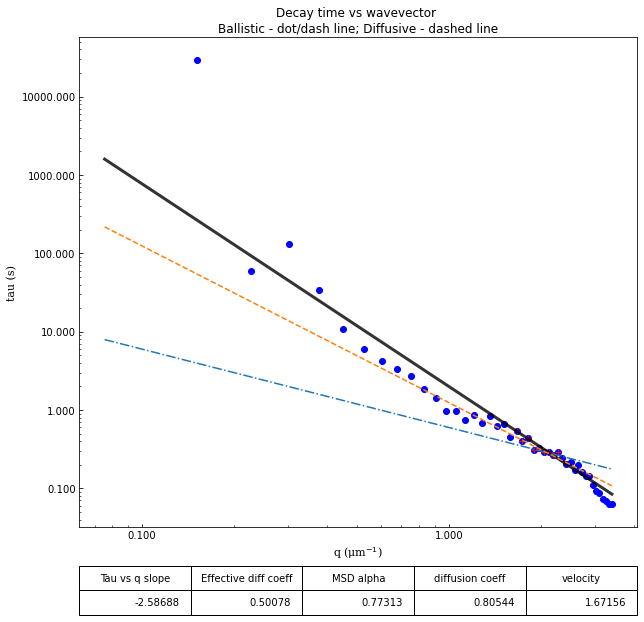 Decay time vs wavevector
Ballistic - dot/dash line; Diffusive - dashed line
tau (s)
10000.000
1000.000
100.000
10.000
1.000
0.100
0.100 1.000
q (μm⁻¹)
Tau vs q slope Effective diff coeff MSD alpha diffusion coeff velocity
-2.58688 0.50078 0.77313 0.80544 1.67156